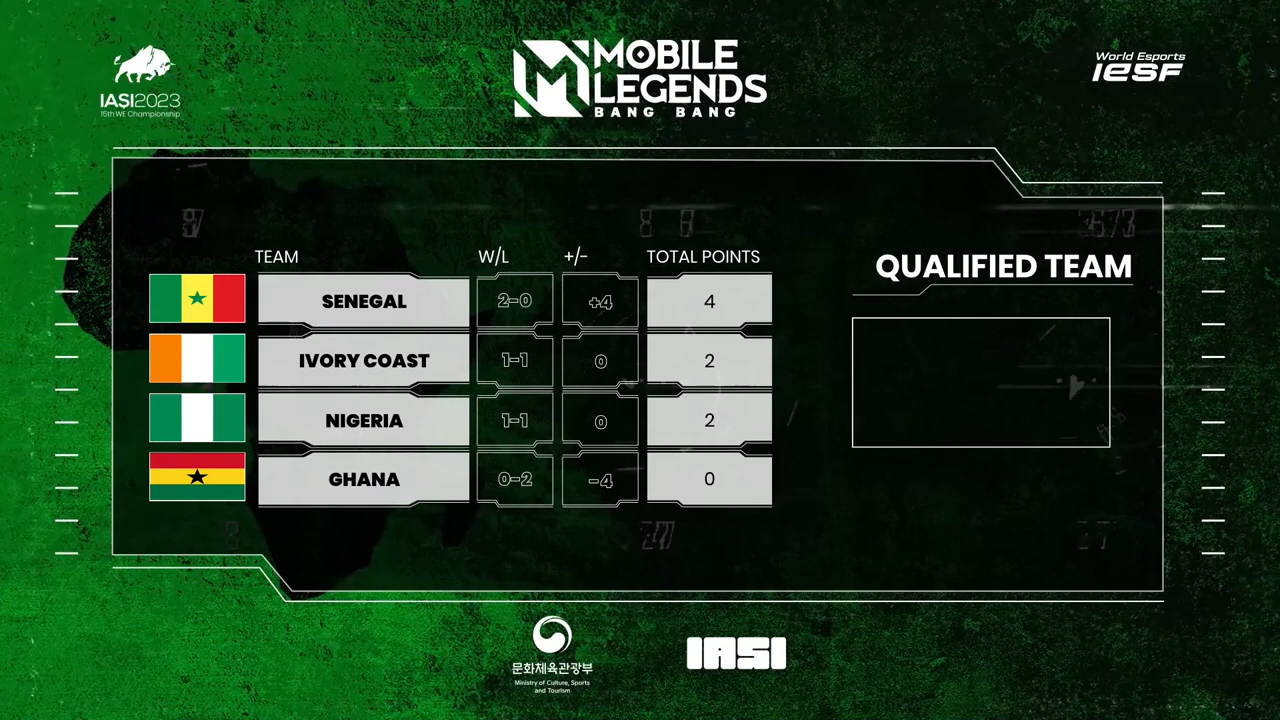 IAȘI2023
15th WE Championship
MOBILE
LEGENDS
BANG BANG
World Esports
IESF
TEAM W/L +/- TOTAL POINTS
SENEGAL 2-0 +4 4
IVORY COAST 1-1 0 2
NIGERIA 1-1 0 2
GHANA 0-2 -4 0
QUALIFIED TEAM
문화체육관광부
Ministry of Culture, Sports
and Tourism
IAȘI